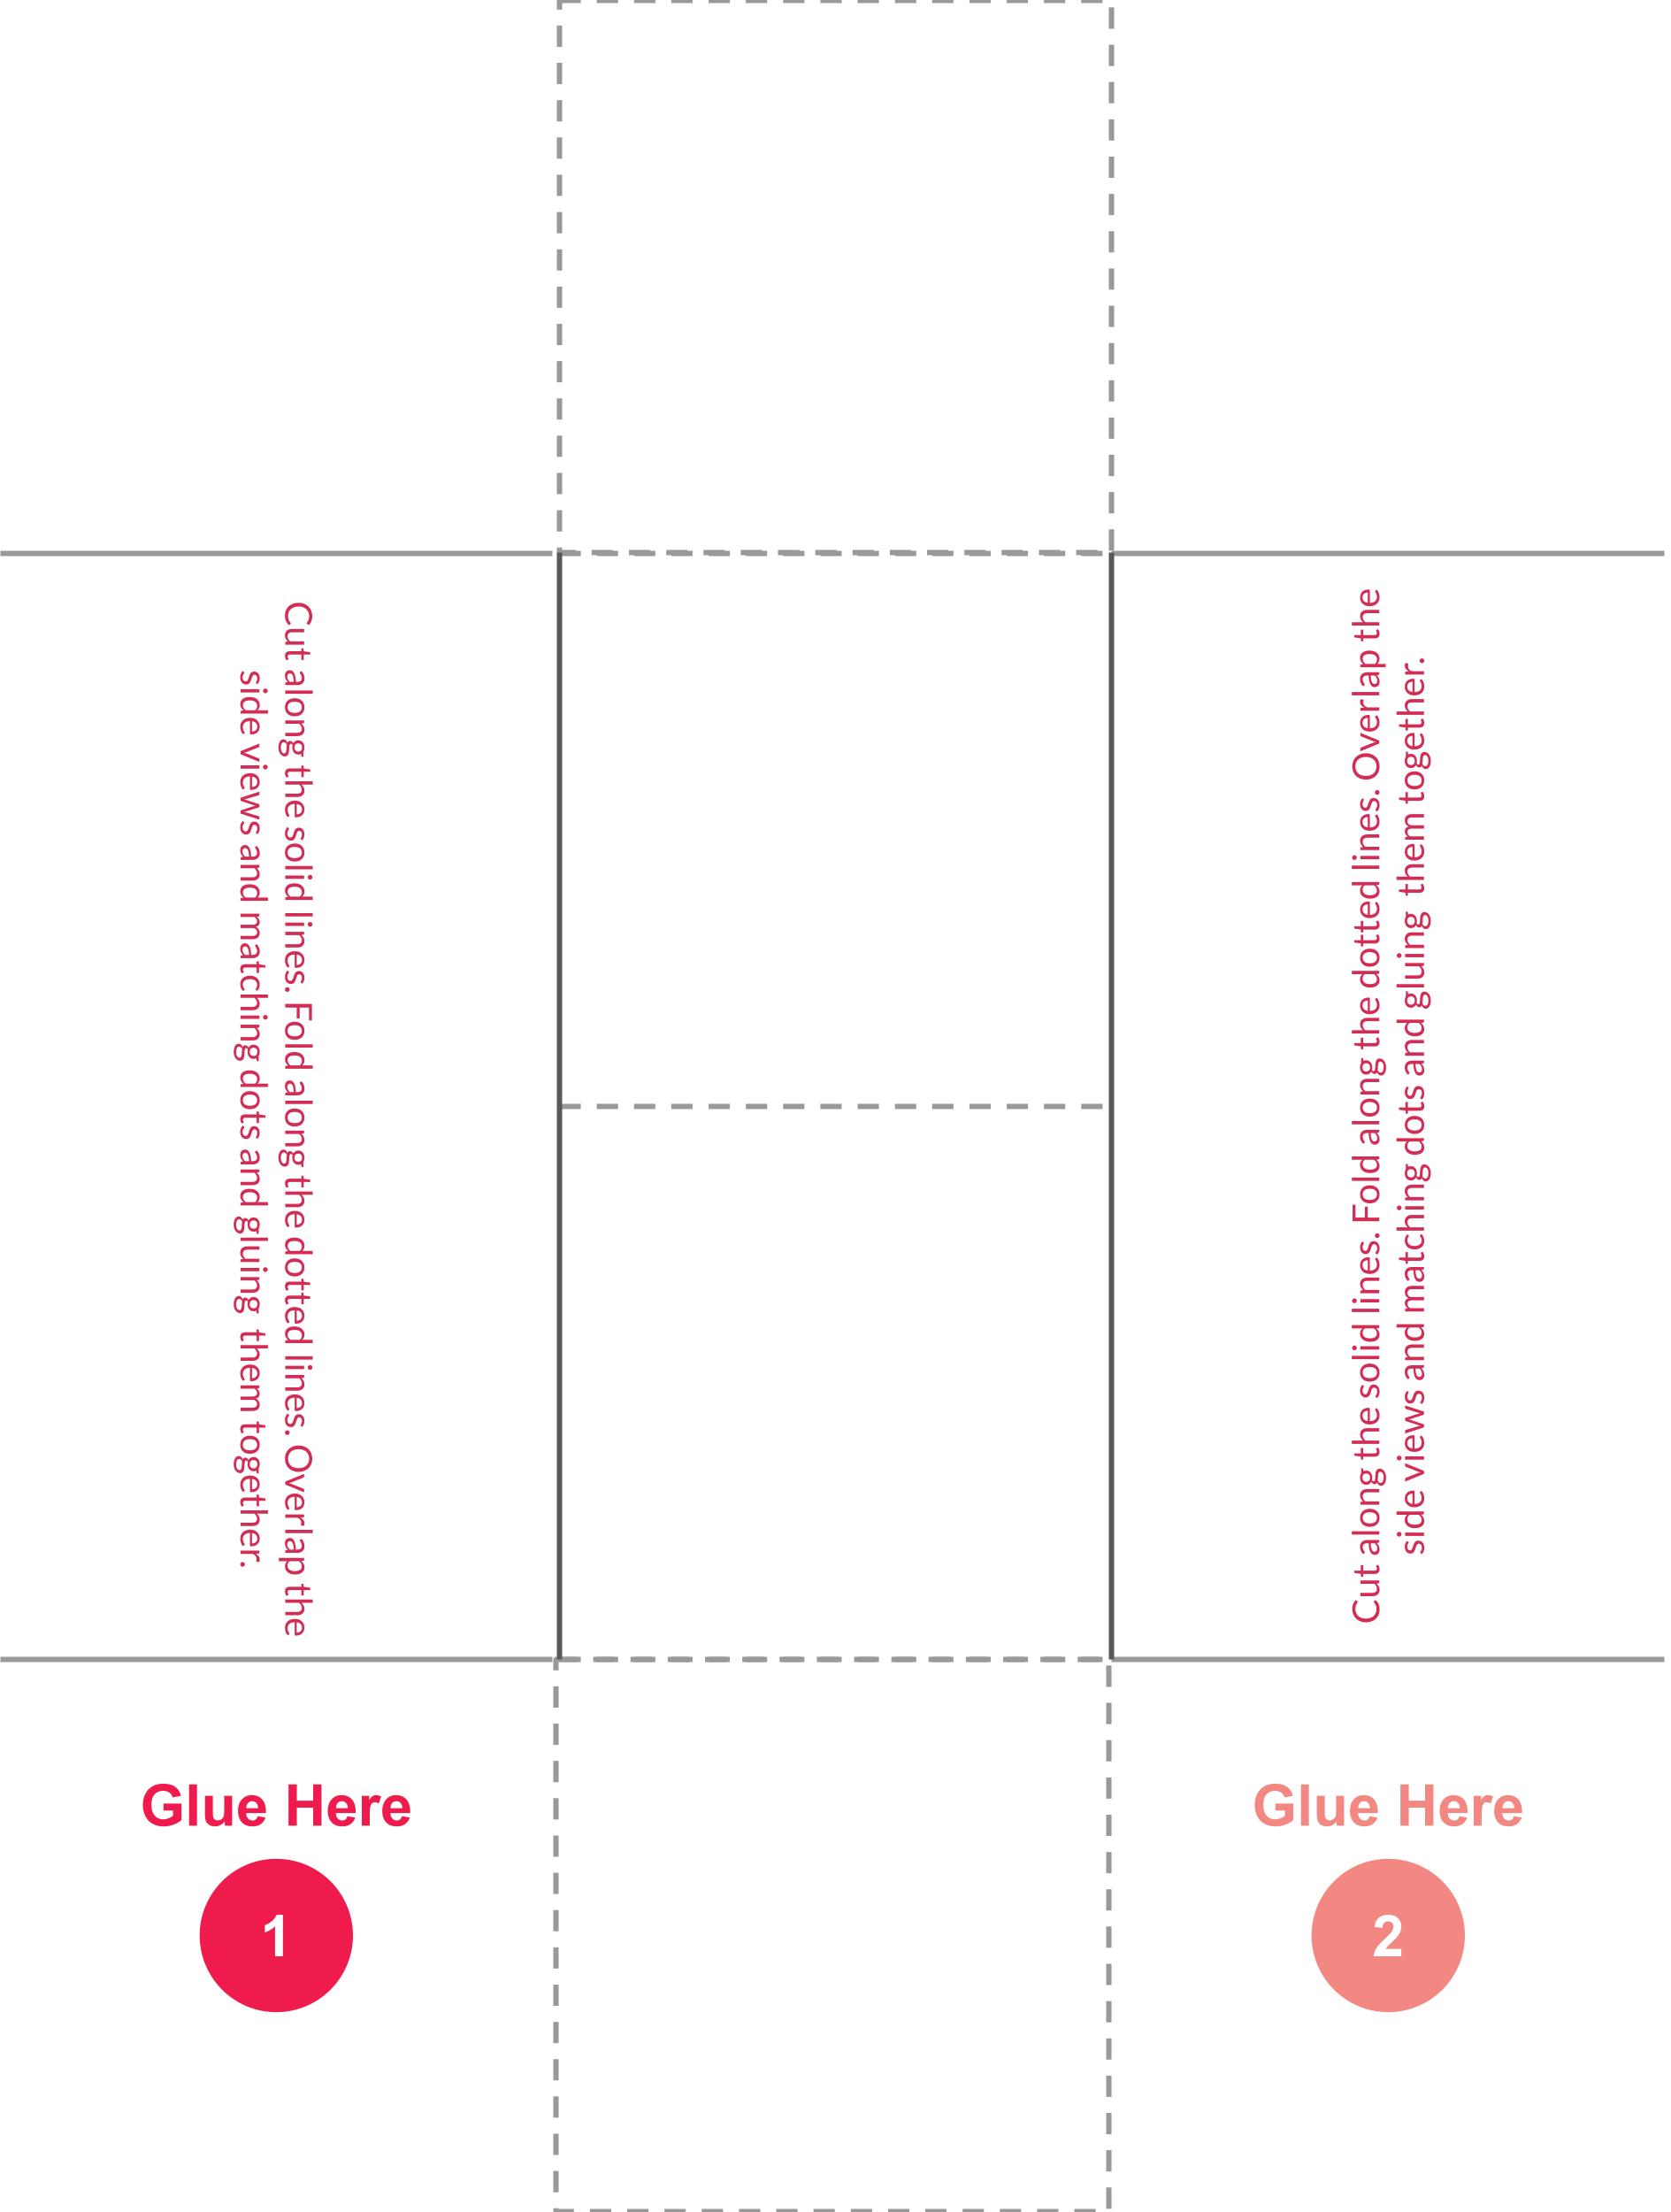 Cut along the solid lines. Fold along the dotted lines. Overlap the
side views and matching dots and gluing  them together.
Cut along the solid lines. Fold along the dotted lines. Overlap the
side views and matching dots and gluing  them together.
Glue Here
1
Glue Here
2